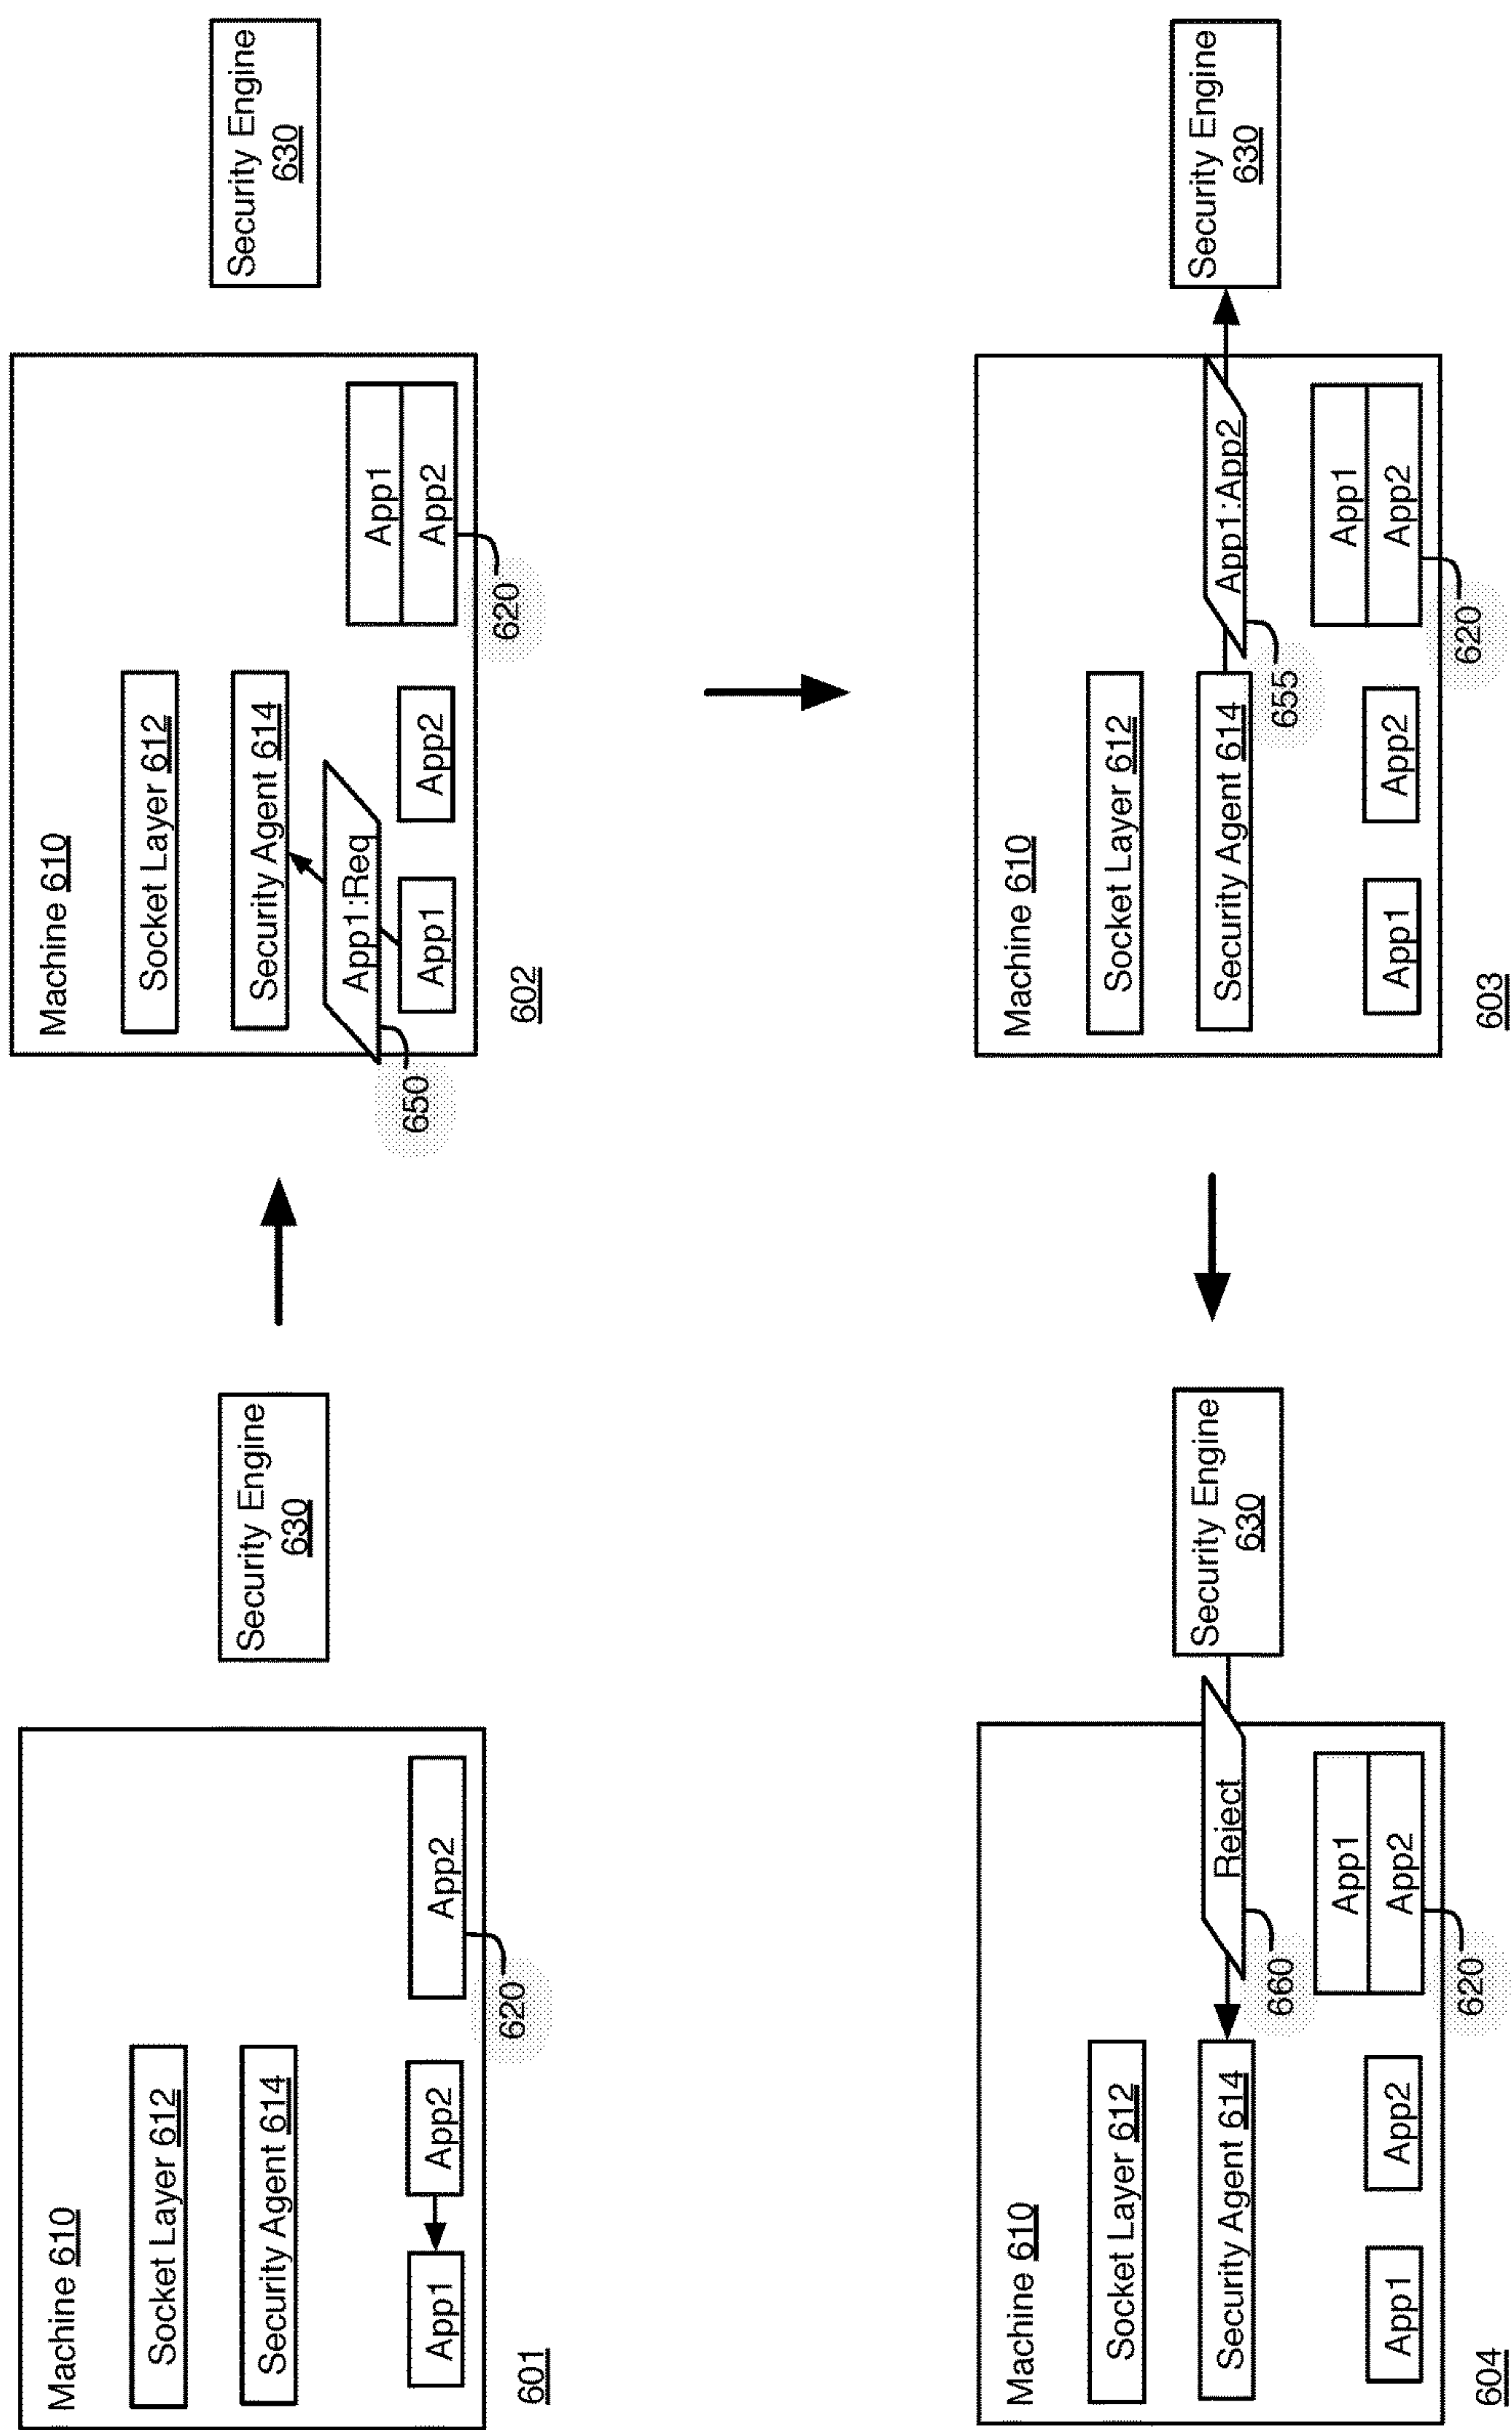 Machine 610
Socket Layer 612
Security Agent 614
App1
App2
App2
620
Security Engine
630
601
Machine 610
Socket Layer 612
Security Agent 614
App1:Req
650
App1
App2
App1
App2
620
Security Engine
630
602
Machine 610
Socket Layer 612
Security Agent 614
Reject
660
App1
App2
App1
App2
620
Security Engine
630
604
Machine 610
Socket Layer 612
Security Agent 614
App1:App2
655
App1
App2
App1
App2
620
Security Engine
630
603